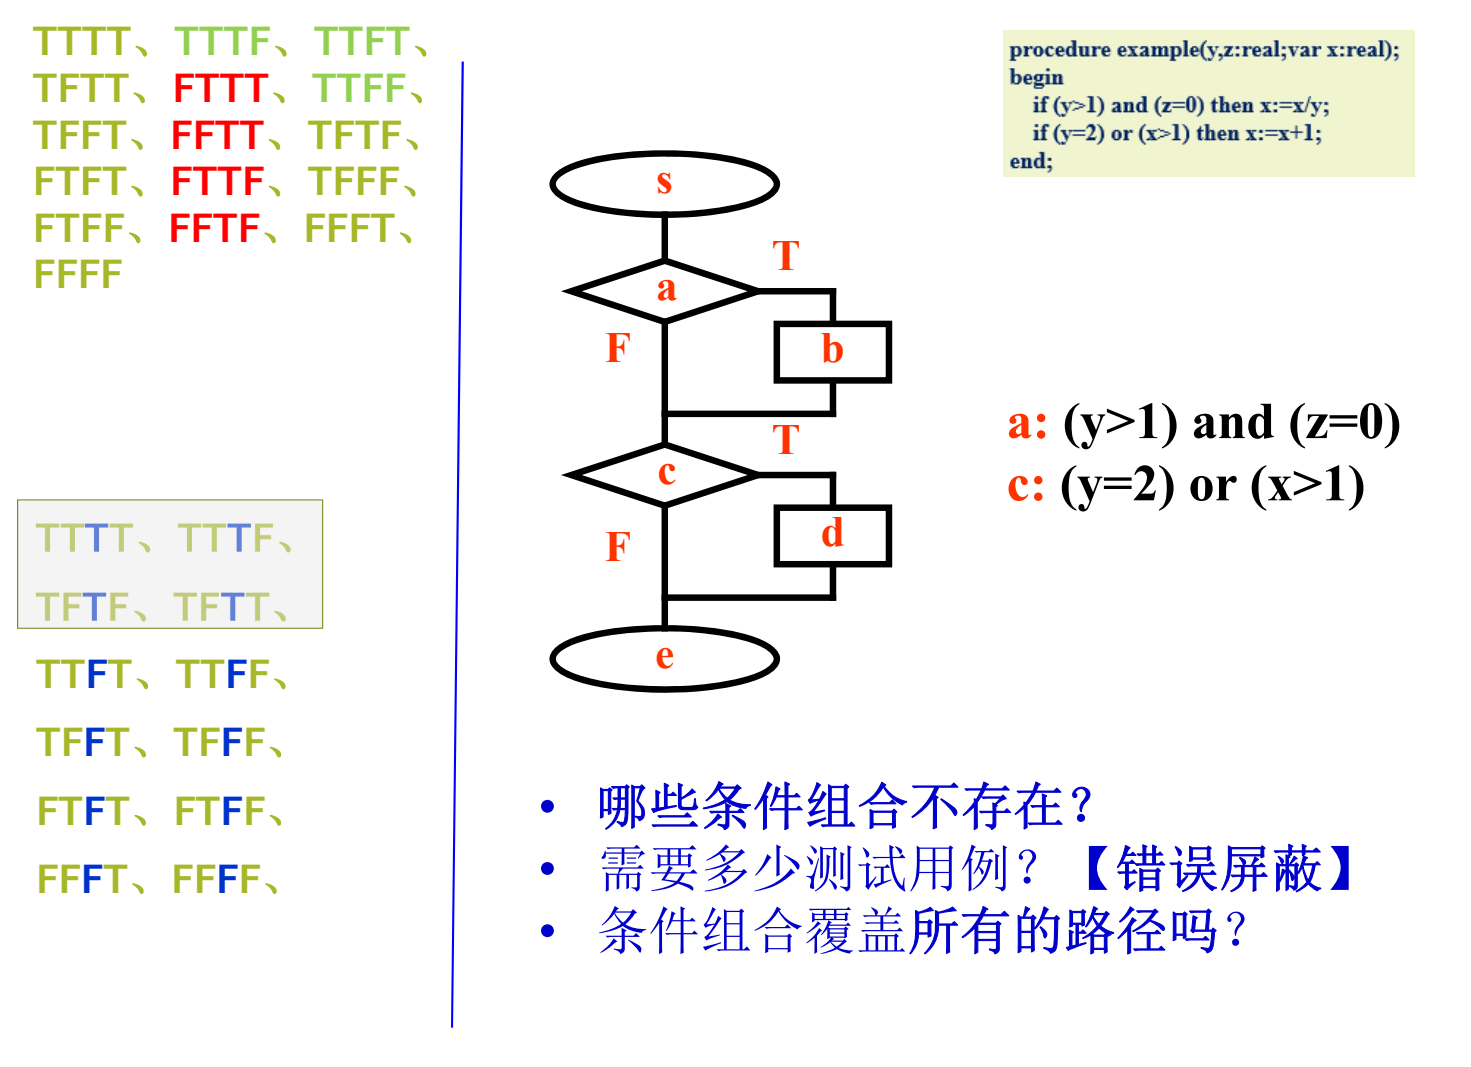 TTTT、TTTF、TTFT、
TFTT、FTTT、TTFF、
TFFT、FFTT、TFTF、
FTFT、FTTF、TFFF、
FTFF、FFTF、FFFT、
FFFF
TTTT、TTTF、
TFTF、TFTT、
TTFT、TTFF、
TFFT、TFFF、
FTFT、FTFF、
FFFT、FFFF、
procedure example(y,z:real;var x:real);
begin
if (y>1) and (z=0) then x:=x/y;
if (y=2) or (x>1) then x:=x+1;
end;
s
T
a
F
b
T
c
F
d
e
a: (y>1) and (z=0)
c: (y=2) or (x>1)
• 哪些条件组合不存在？
• 需要多少测试用例？【错误屏蔽】
• 条件组合覆盖所有的路径吗？